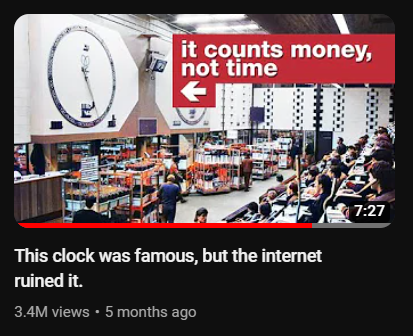 it counts money,
not time
7:27
This clock was famous, but the internet
ruined it.
3.4M views • 5 months ago